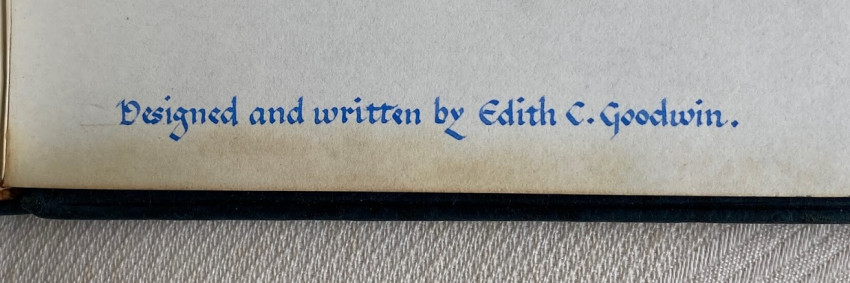 Designed and written by Edith C. Goodwin.